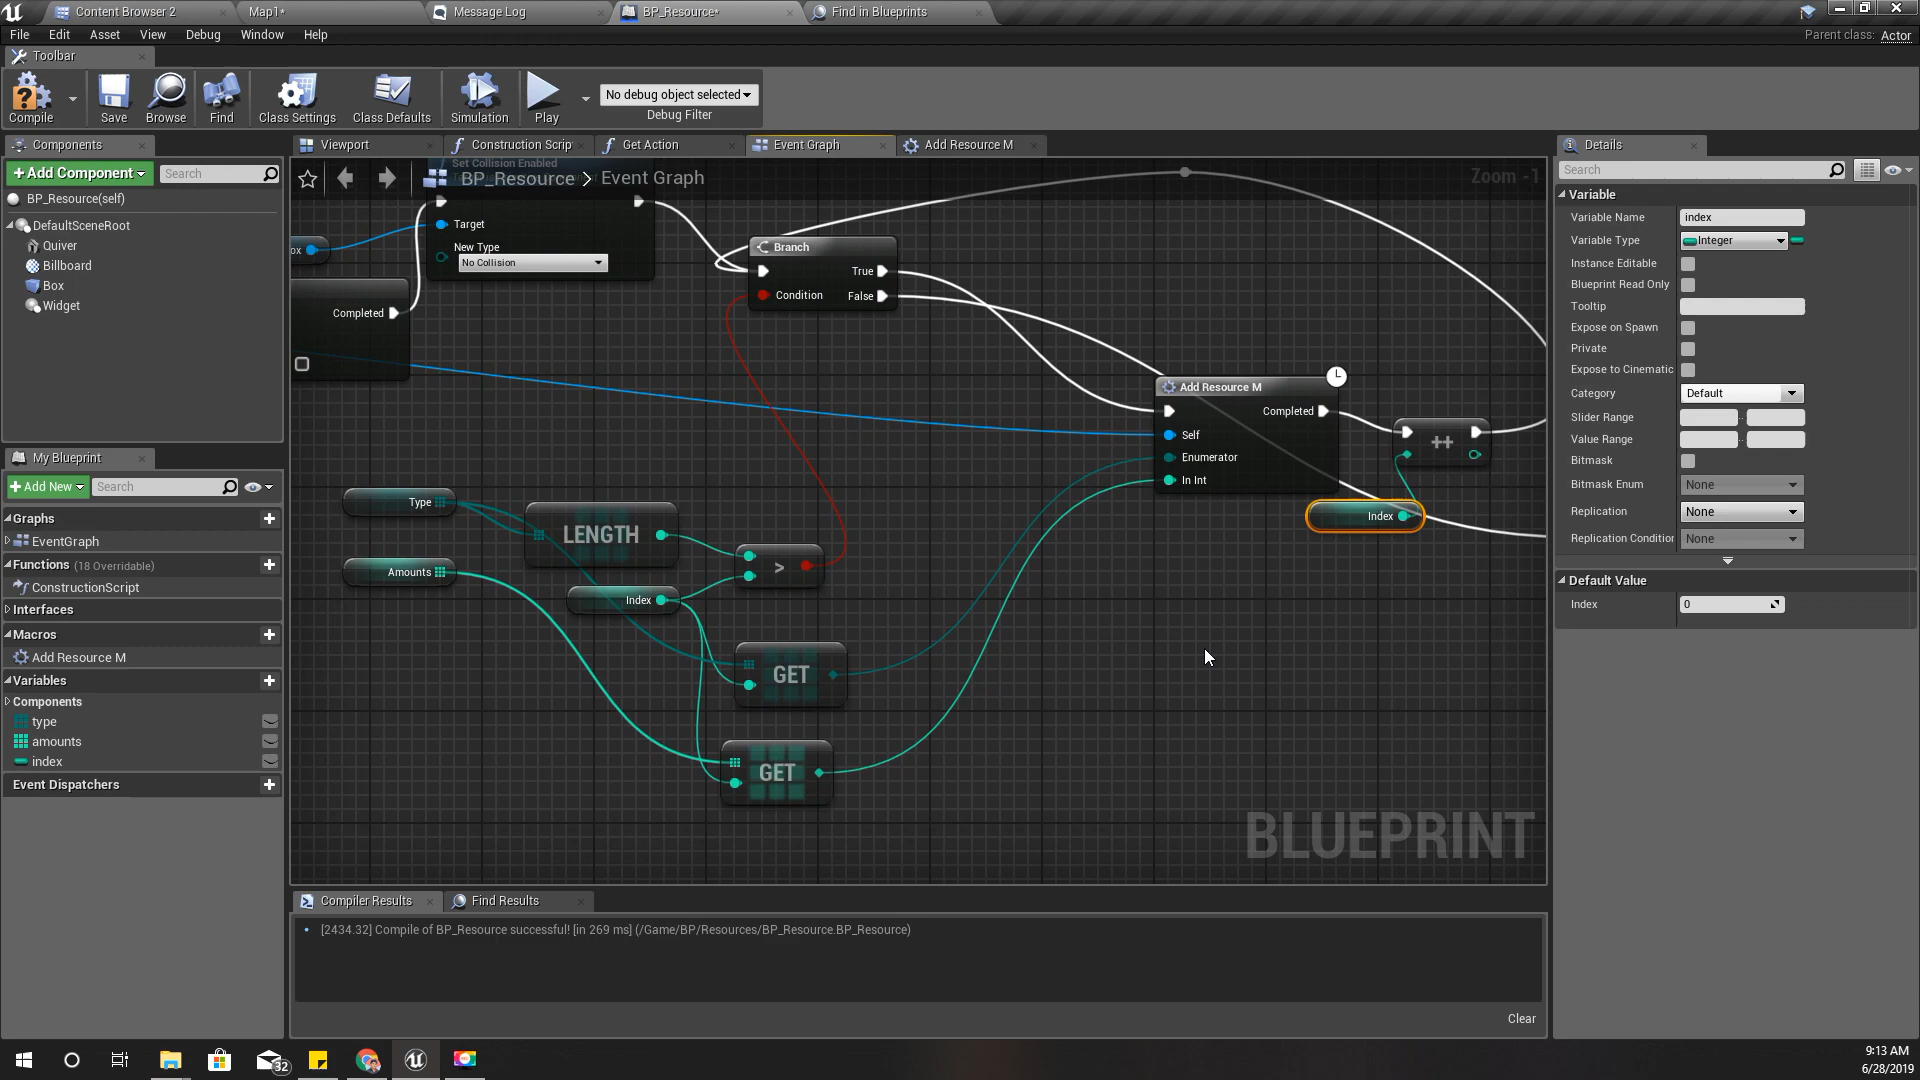 Content Browser 2
Map1*
Message Log
BP_Resource*
Find in Blueprints
File
Edit
Asset
View
Debug
Window
Help
Parent class:
Actor
Toolbar
Compile
Save
Browse
Find
Class Settings
Class Defaults
Simulation
Play
No debug object selected
Debug Filter
Components
+Add Component
Search
BP_Resource(self)
DefaultSceneRoot
Quiver
Billboard
Box
Widget
My Blueprint
+Add New
Search
Graphs
EventGraph
Functions (18 Overridable)
ConstructionScript
Interfaces
Macros
Add Resource M
Variables
Components
type
amounts
index
Event Dispatchers
Viewport
Construction Scrip
Get Action
Event Graph
Add Resource M
Set Collision Enabled
BP_Resource > Event Graph
Zoom -1
Target
New Type
No Collision
ox
Completed
Branch
True
Condition
False
Add Resource M
Completed
Self
Enumerator
In Int
++
Index
Type
LENGTH
Amounts
>
Index
GET
GET
BLUEPRINT
Compiler Results
Find Results
[2434.32] Compile of BP_Resource successful! [in 269 ms] (/Game/BP/Resources/BP_Resource.BP_Resource)
Clear
Details
Search
Variable
Variable Name
index
Variable Type
Integer
Instance Editable
Blueprint Read Only
Tooltip
Expose on Spawn
Private
Expose to Cinematic
Category
Default
Slider Range
Value Range
Bitmask
Bitmask Enum
None
Replication
None
Replication Condition
None
Default Value
Index
0
32
9:13 AM
6/28/2019